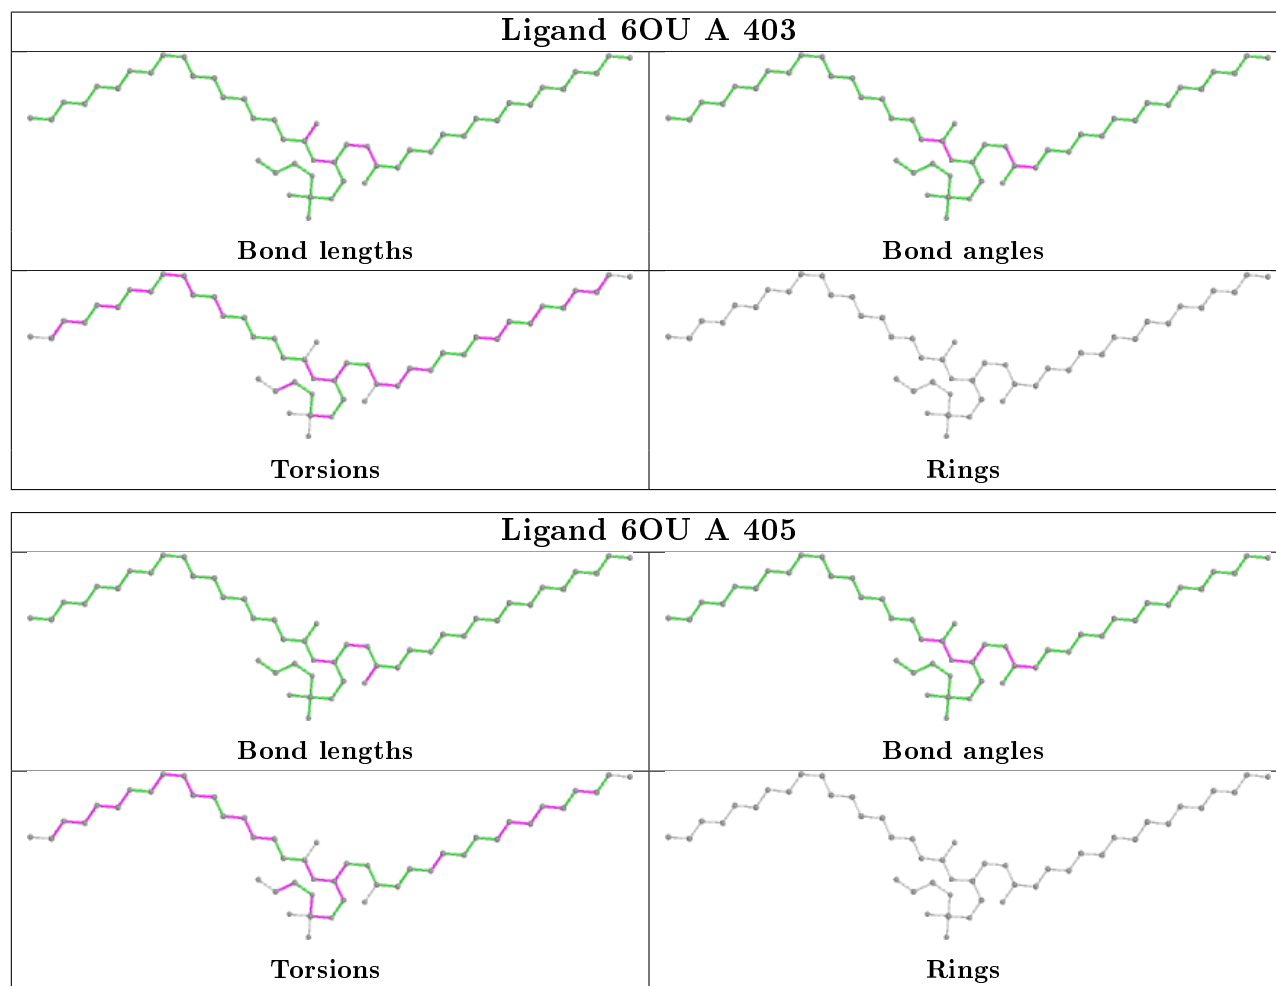 Ligand 6OU A 403
Bond lengths
Bond angles
Torsions
Rings
Ligand 6OU A 405
Bond lengths
Bond angles
Torsions
Rings